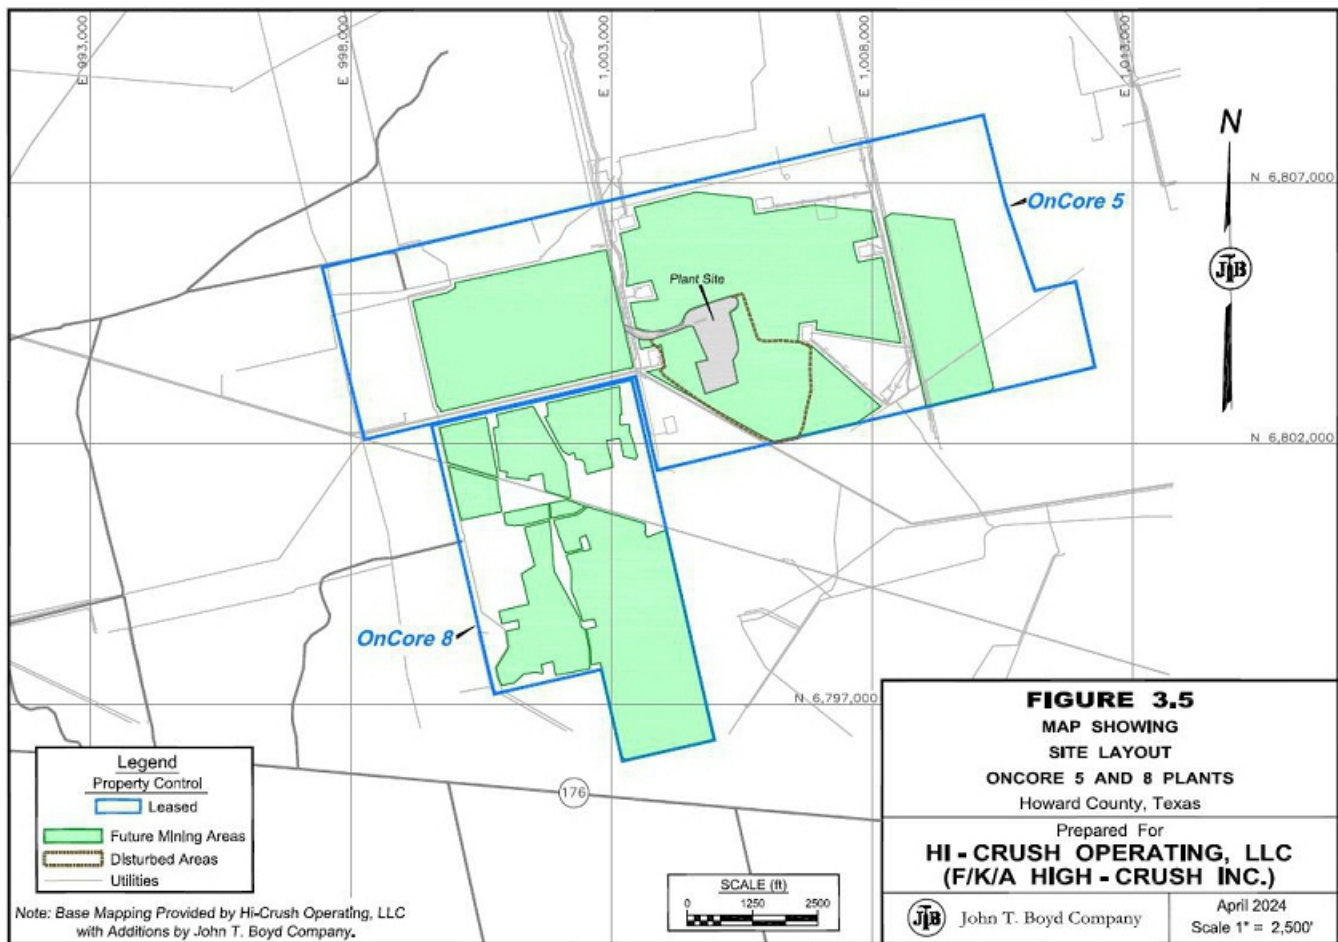 E 993,000
E 998,000
E 1,003,000
E 1,008,000
E 1,013,000
N
N 6,807,000
OnCore 5
JTB
Plant Site
N 6,802,000
OnCore 8
N 6,797,000
176
Legend
Property Control
Leased
Future Mining Areas
Disturbed Areas
Utilities
Note: Base Mapping Provided by Hi-Crush Operating, LLC
with Additions by John T. Boyd Company.
SCALE (ft)
0 1250 2500
FIGURE 3.5
MAP SHOWING
SITE LAYOUT
ONCORE 5 AND 8 PLANTS
Howard County, Texas
Prepared For
HI - CRUSH OPERATING, LLC
(F/K/A HIGH - CRUSH INC.)
JTB John T. Boyd Company
April 2024
Scale 1" = 2,500'